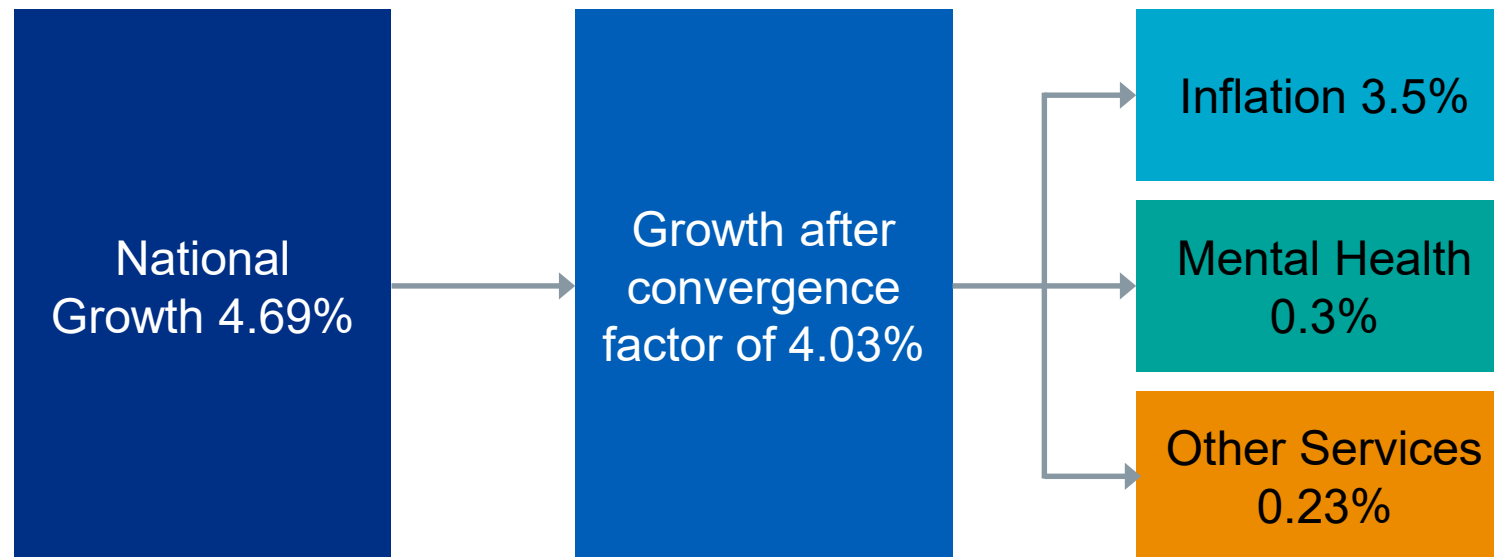 National
Growth 4.69%
Growth after
convergence
factor of 4.03%
Inflation 3.5%
Mental Health
0.3%
Other Services
0.23%